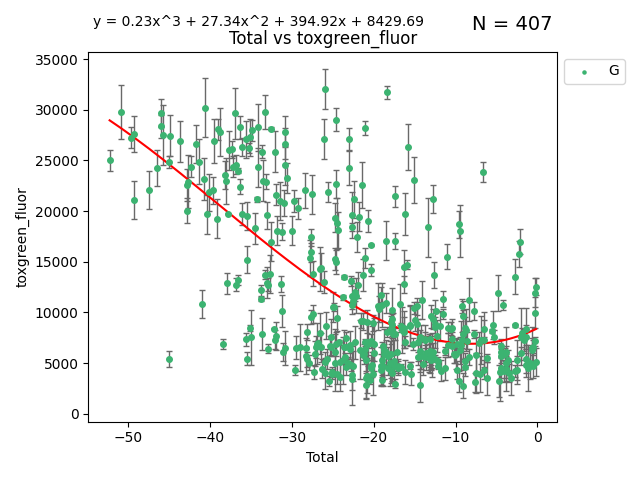 y = 0.23x^3 + 27.34x^2 + 394.92x + 8429.69
N = 407
Total vs toxgreen_fluor
G
35000
30000
25000
20000
15000
10000
5000
0
toxgreen_fluor
−50 −40 −30 −20 −10 0
Total